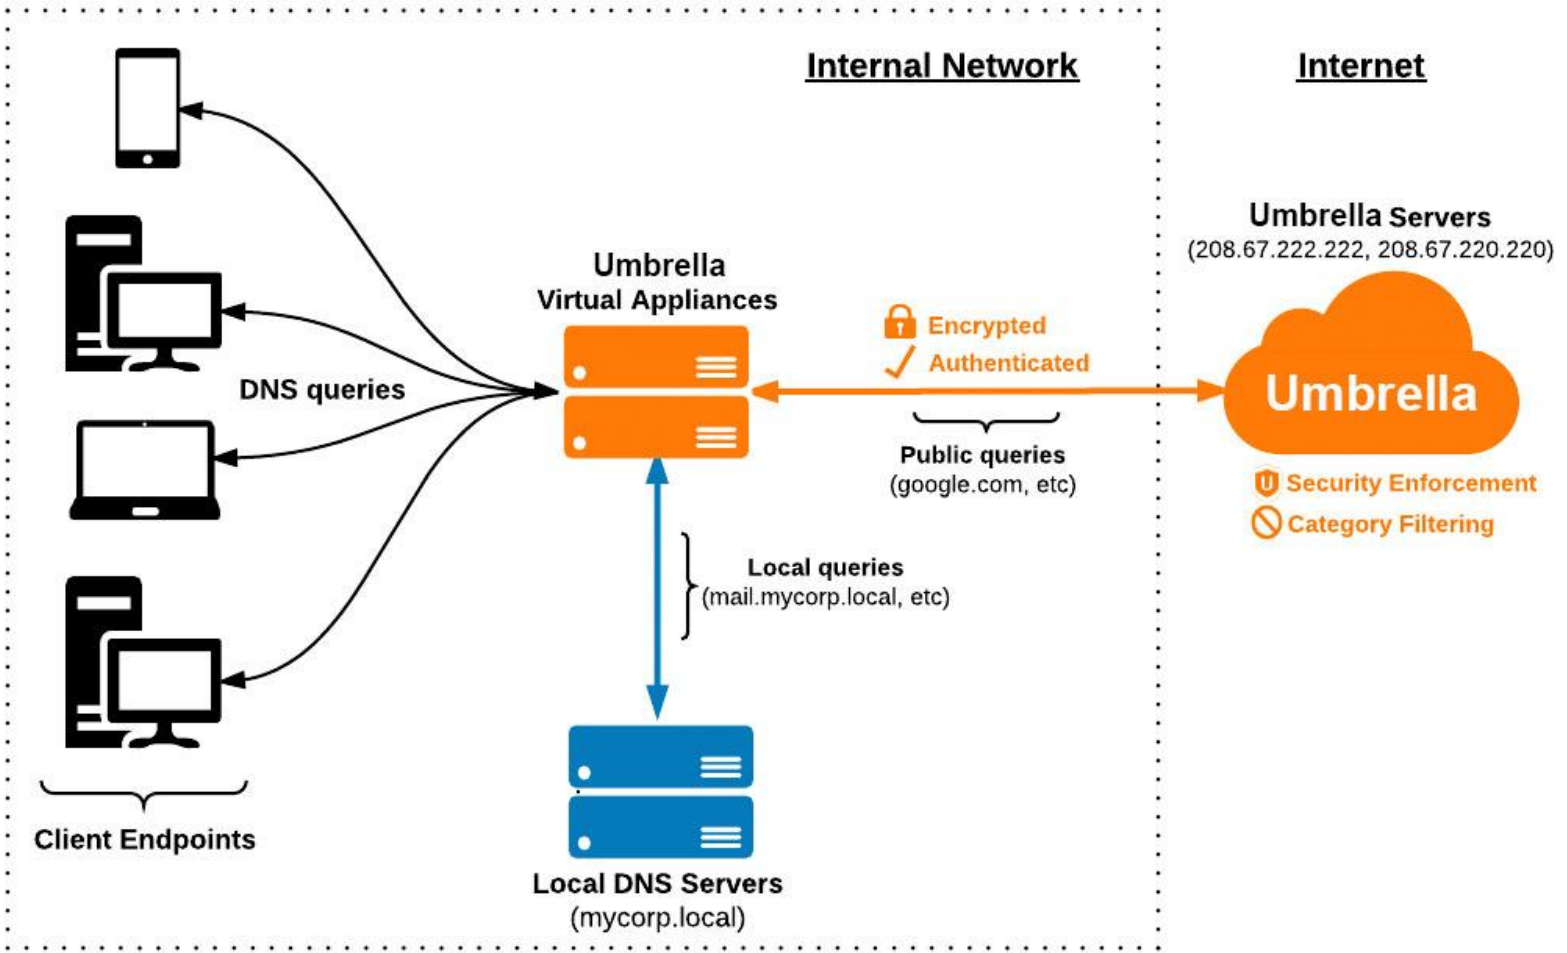 Internal Network
Internet
Umbrella Servers
(208.67.222.222, 208.67.220.220)
Umbrella
Virtual Appliances
Encrypted
Authenticated
Umbrella
DNS queries
Public queries
(google.com, etc)
U Security Enforcement
Category Filtering
Local queries
(mail.mycorp.local, etc)
Client Endpoints
Local DNS Servers
(mycorp.local)